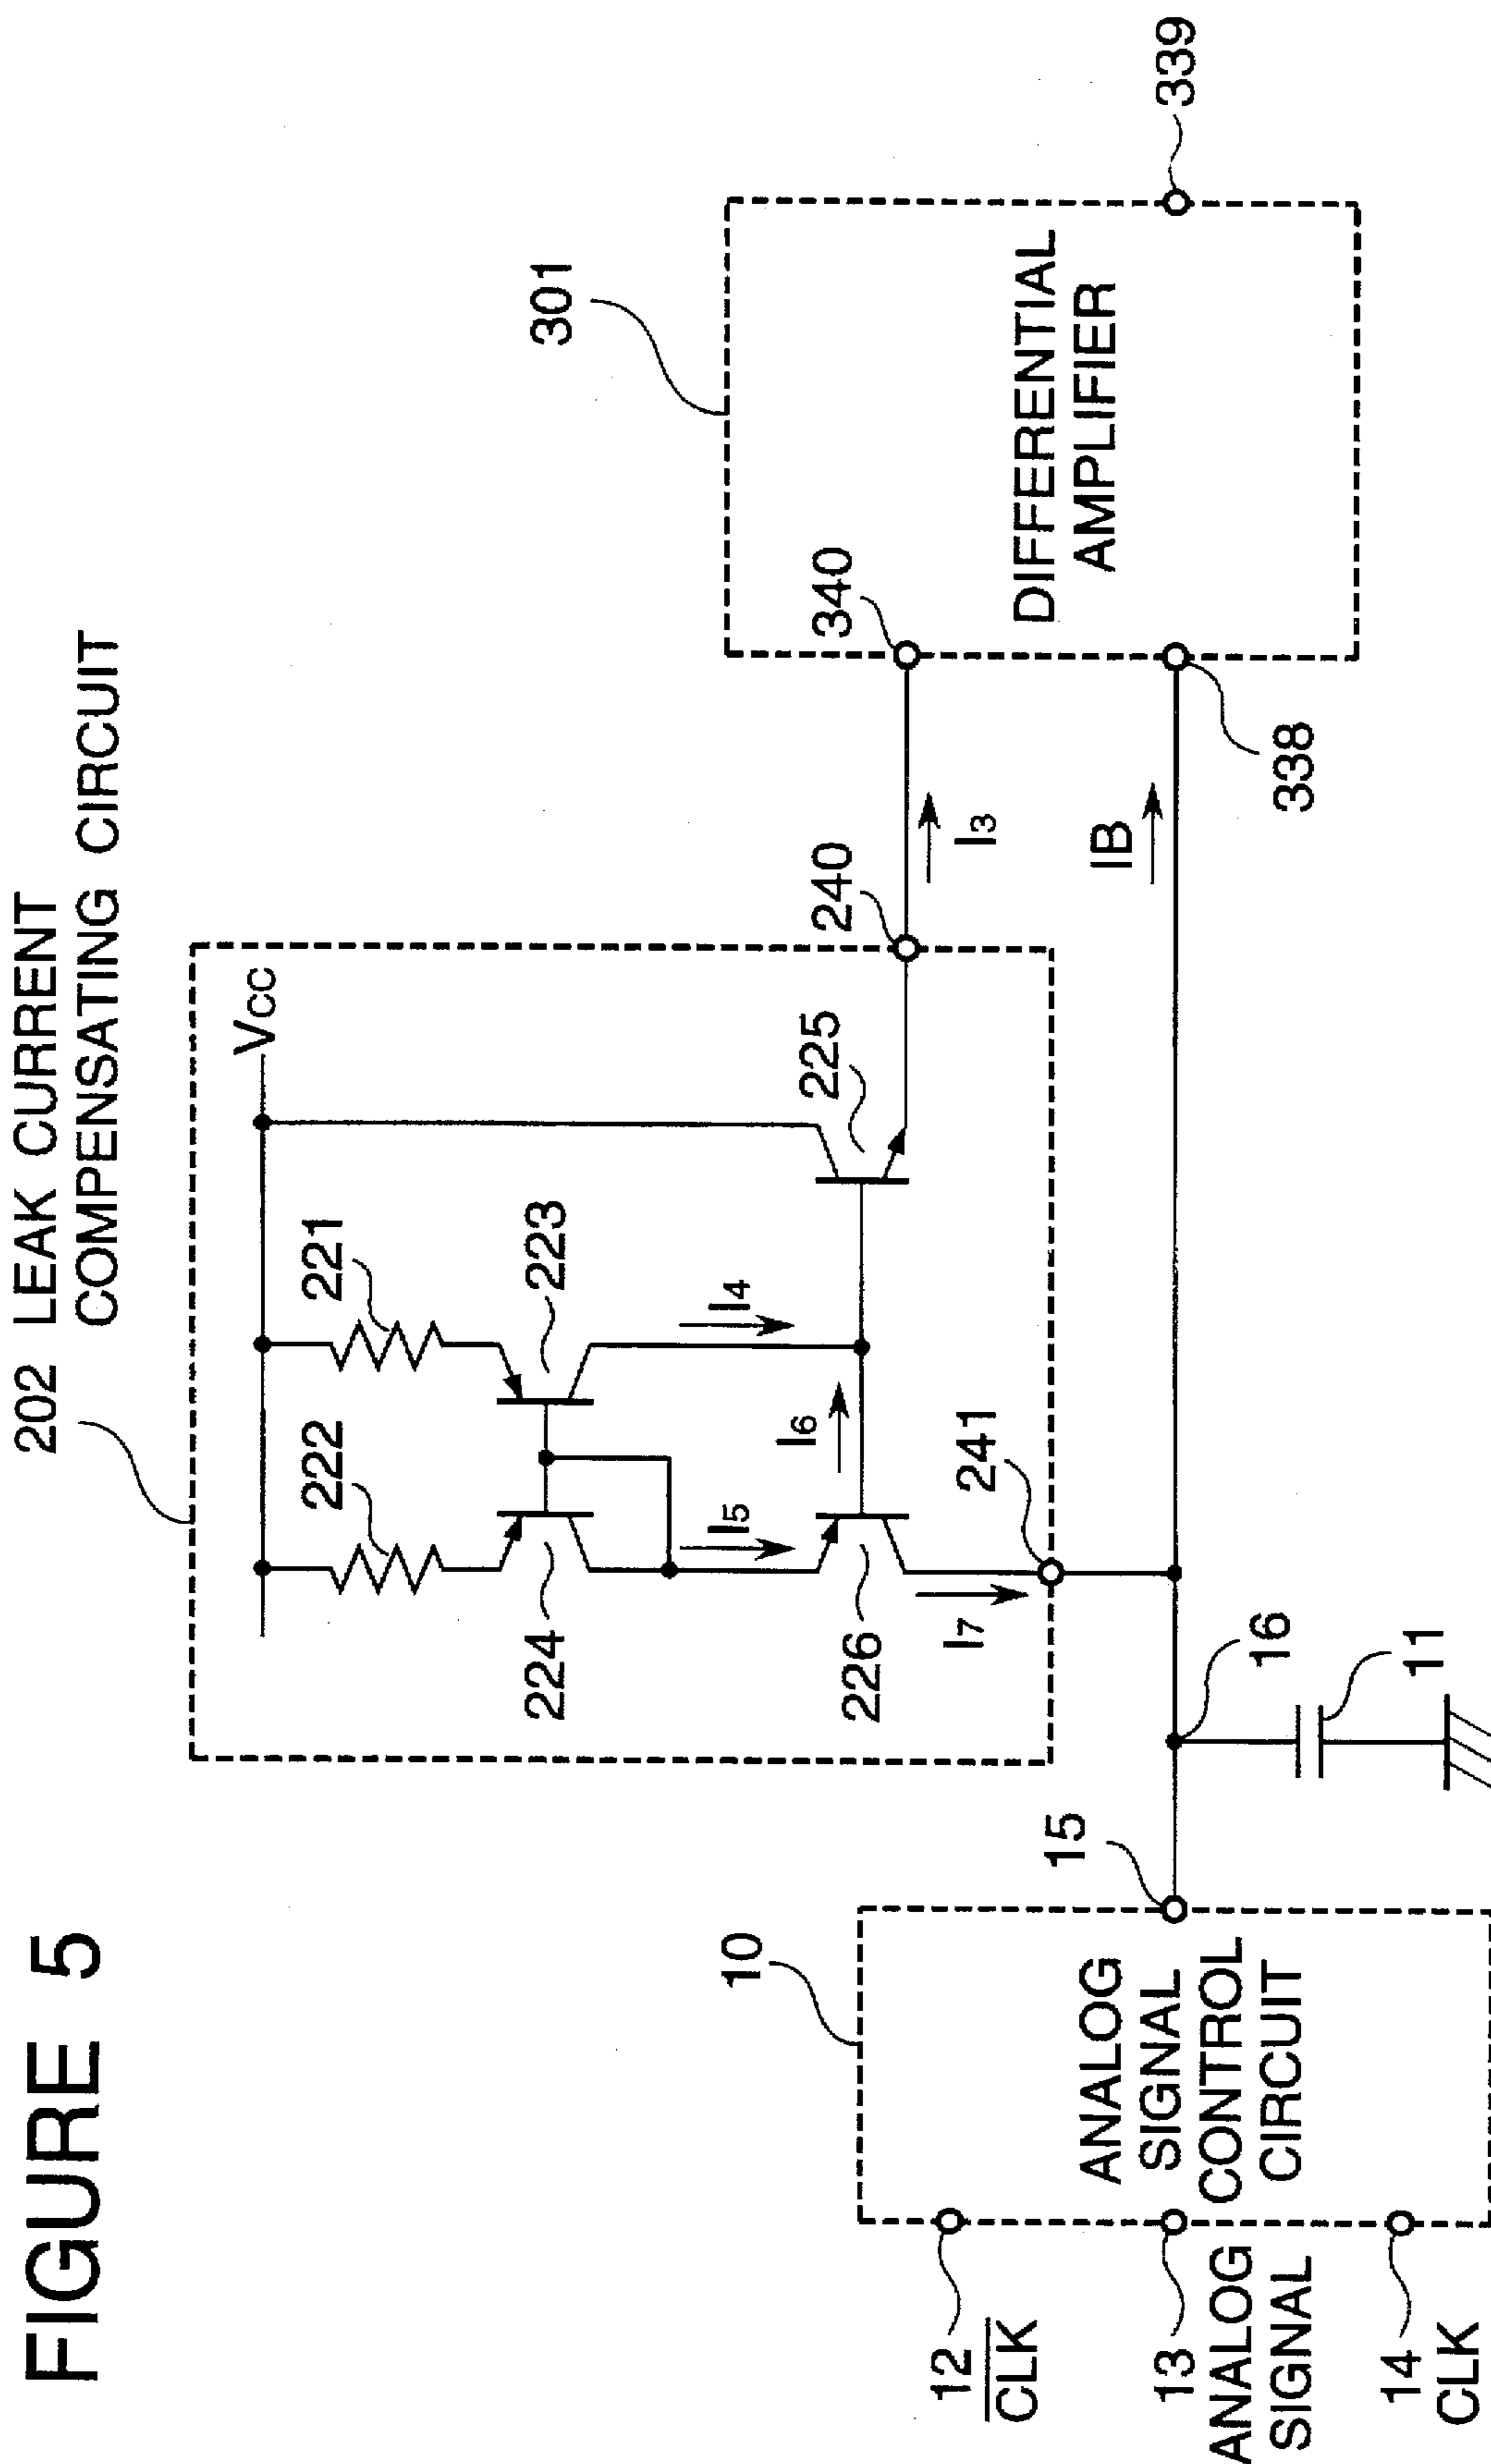 FIGURE 5
202 LEAK CURRENT
COMPENSATING CIRCUIT
VCC
222
221
224
223
I5
I4
226
I6
225
I7
241
240
I3
340
301
IB
338
DIFFERENTIAL
AMPLIFIER
339
10
15
16
11
ANALOG
SIGNAL
CONTROL
CIRCUIT
12
CLK
13
ANALOG
SIGNAL
14
CLK